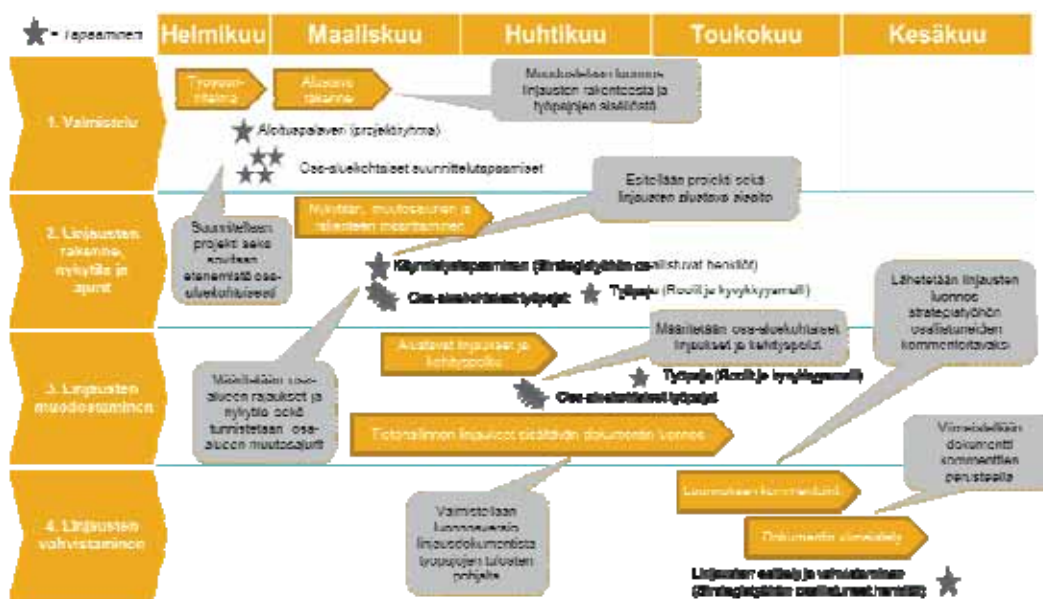 = Tapaaminen
Helmikuu
Maaliskuu
Huhtikuu
Toukokuu
Kesäkuu
1. Valmistelu
Alustava
rakenne
Muodostetaan luonnos
linjausten rakenteesta ja
työpajojen sisällöstä
Aloituspalaveri (projektiryhmä)
Osa-aluekohtaiset suunnittelutapaamiset
Esitellään projekti sekä
linjausten alustava sisältö
2. Linjausten
rakenne,
nykytila ja
ajurit
Suunnitellaan
projekti sekä
sovitaan
etenemistä osa-
aluekohtaisesti
Nykytilan, muutosajurien ja
rakenteen määrittäminen
Käynnistystapaaminen (Strategiatyöhön osallistuvat henkilöt)
Osa-aluekohtaiset työpajat
Työpaja (Roolit ja kyvykkyysmalli)
Lähetetään linjausten
luonnos
strategiatyöhön
osallistuneiden
kommentoitavaksi
3. Linjausten
muodostaminen
Määritetään osa-
alueen rajaukset ja
nykytila sekä
tunnistetaan osa-
alueen muutosajurit
Alustavat linjaukset ja
kehityspolku
Määritetään osa-aluekohtaiset
linjaukset ja kehityspolut
Työpaja (Roolit ja kyvykkyysmalli)
Osa-aluekohtaiset työpajat
Tietohallinnon linjaukset sisältävän dokumentin luonnos
Viimeistellään
dokumentti
kommenttien
perusteella
4. Linjausten
vahvistaminen
Valmistellaan
luonnosversio
linjausdokumentista
työpajojen tulosten
pohjalta
Luonnoksen kommentointi
Dokumentin viimeistely
Linjausten esittely ja vahvistaminen
(Strategiatyöhön osallistuneet henkilöt)